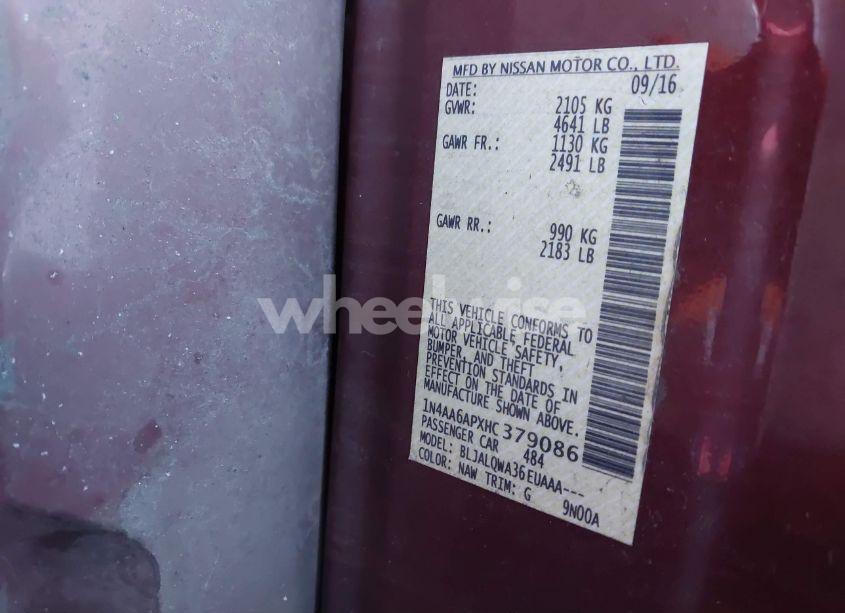 MFD BY NISSAN MOTOR CO., LTD.
DATE: 09/16
GVWR: 2105 KG
4641 LB
GAWR FR.: 1130 KG
2491 LB
GAWR RR.: 990 KG
2183 LB
wheelwise
THIS VEHICLE CONFORMS TO
ALL APPLICABLE FEDERAL
MOTOR VEHICLE SAFETY,
BUMPER, AND THEFT
PREVENTION STANDARDS IN
EFFECT ON THE DATE OF
MANUFACTURE SHOWN ABOVE.
1N4AA6APXHC379086
PASSENGER CAR 484
MODEL: BLJALQWA36EUAAA---
COLOR: NAW TRIM: G 9N00A